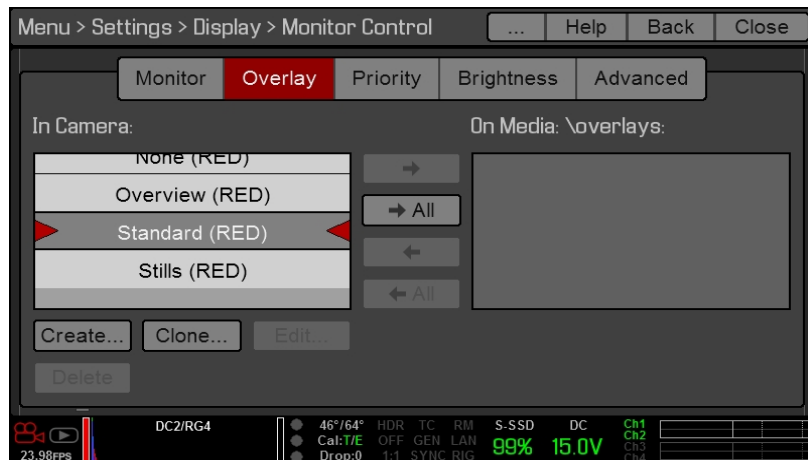 Menu > Settings > Display > Monitor Control ... Help Back Close
Monitor Overlay Priority Brightness Advanced
In Camera: On Media: \overlays:
None (RED)
Overview (RED)
→ All
Standard (RED)
Stills (RED)
← All
Create... Clone... Edit...
Delete
DC2/RG4 46°/64° HDR TC RM S-SSD DC Ch1
Cal:T/E OFF GEN LAN 99% 15.0V Ch2
Ch3
23.98FPS Drop:0 1:1 SYNC RIG Ch4